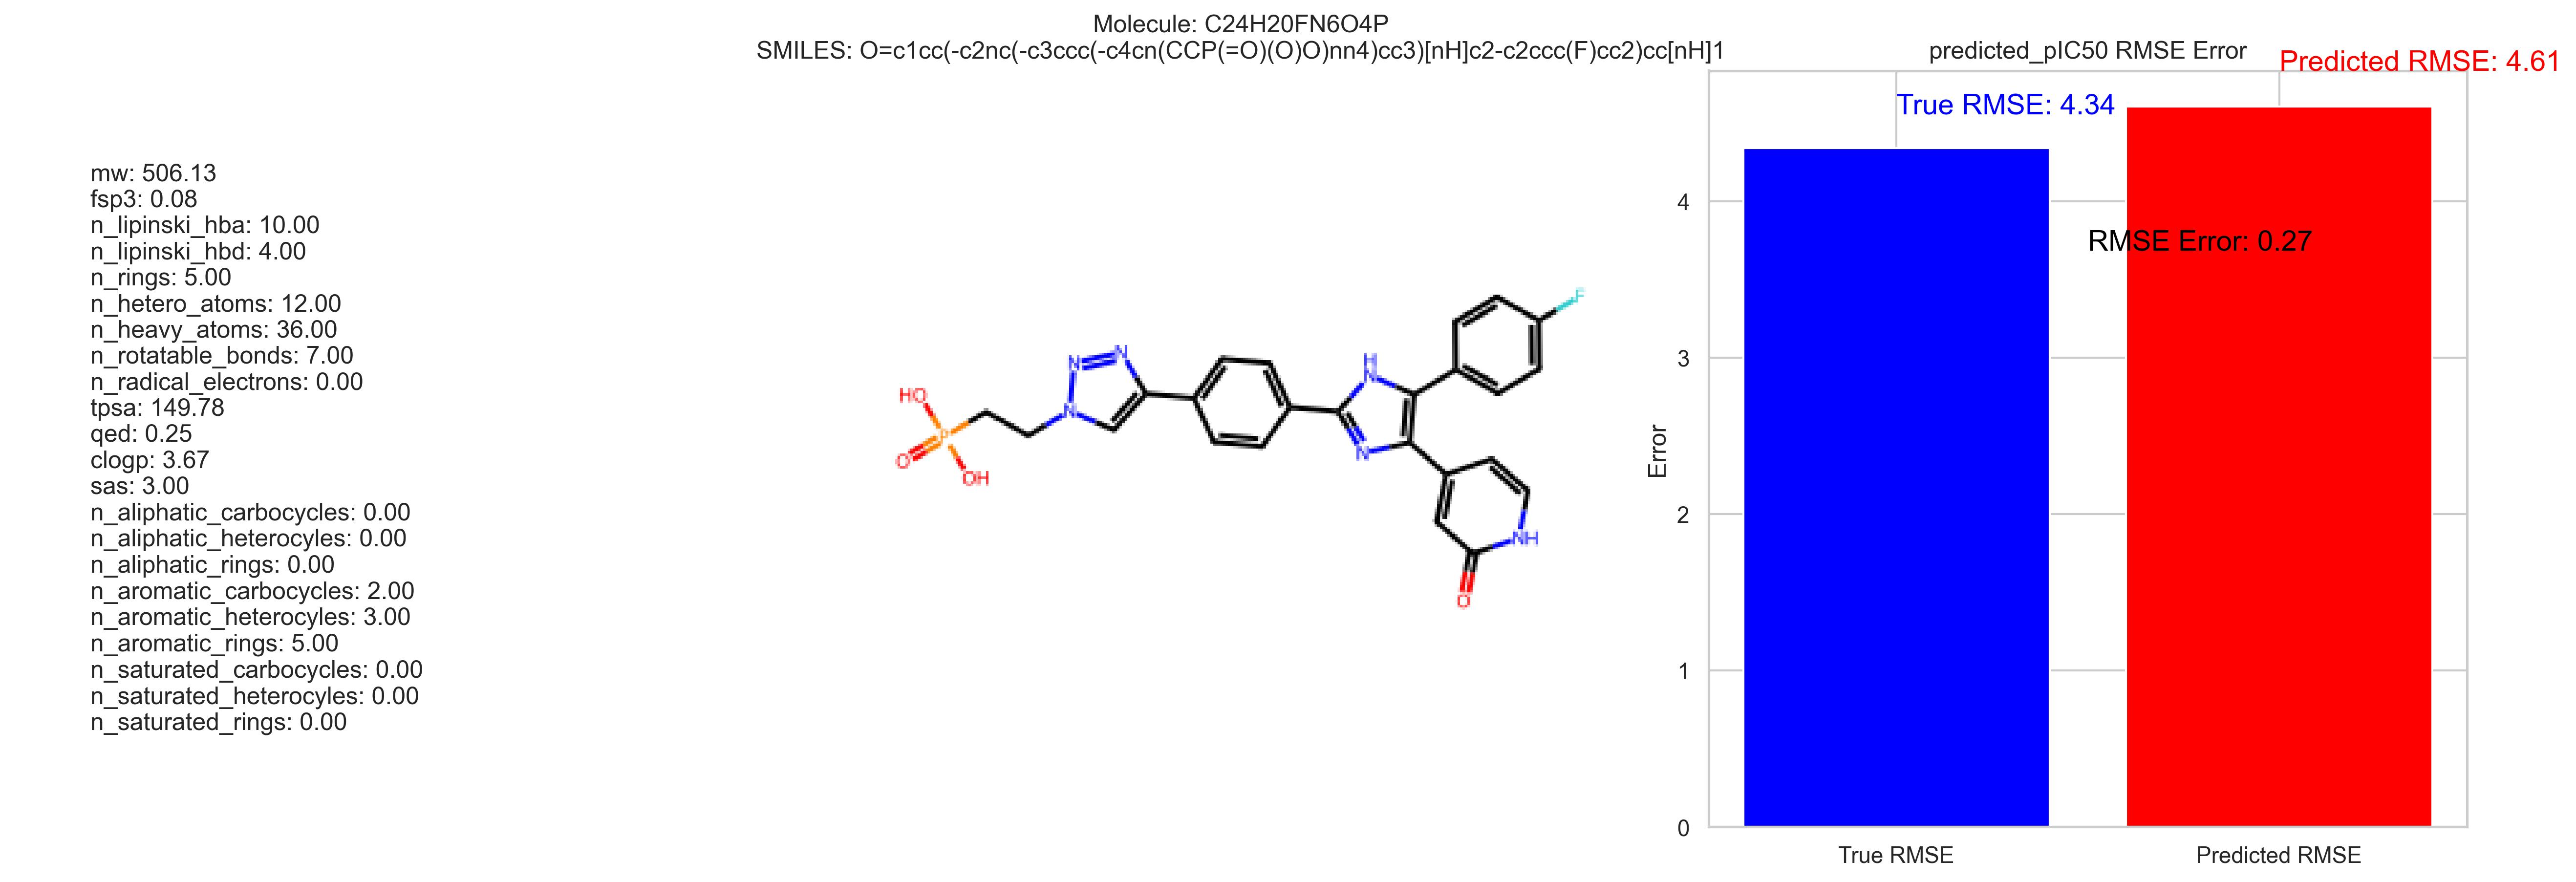 Molecule: C24H20FN6O4P
SMILES: O=c1cc(-c2nc(-c3ccc(-c4cn(CCP(=O)(O)O)nn4)cc3)[nH]c2-c2ccc(F)cc2)cc[nH]1
mw: 506.13
fsp3: 0.08
n_lipinski_hba: 10.00
n_lipinski_hbd: 4.00
n_rings: 5.00
n_hetero_atoms: 12.00
n_heavy_atoms: 36.00
n_rotatable_bonds: 7.00
n_radical_electrons: 0.00
tpsa: 149.78
qed: 0.25
clogp: 3.67
sas: 3.00
n_aliphatic_carbocycles: 0.00
n_aliphatic_heterocyles: 0.00
n_aliphatic_rings: 0.00
n_aromatic_carbocycles: 2.00
n_aromatic_heterocyles: 3.00
n_aromatic_rings: 5.00
n_saturated_carbocycles: 0.00
n_saturated_heterocyles: 0.00
n_saturated_rings: 0.00
F
N
N
N
H
N
HO
N
P
O
OH
N
NH
O
predicted_pIC50 RMSE Error
Predicted RMSE: 4.61
True RMSE: 4.34
RMSE Error: 0.27
Error
4
3
2
1
0
True RMSE
Predicted RMSE